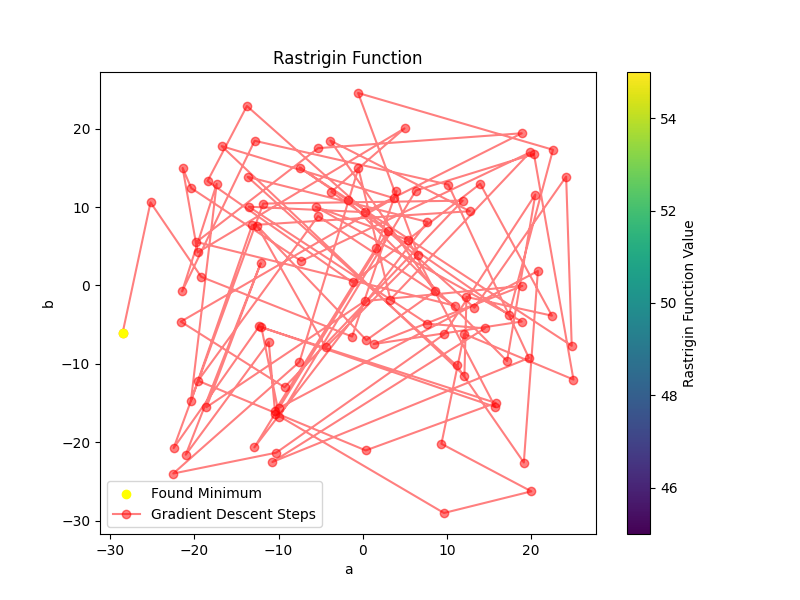 Rastrigin Function
20
10
0
−10
−20
−30
b
−30
−20
−10
0
10
20
a
Found Minimum
Gradient Descent Steps
54
52
50
48
46
Rastrigin Function Value